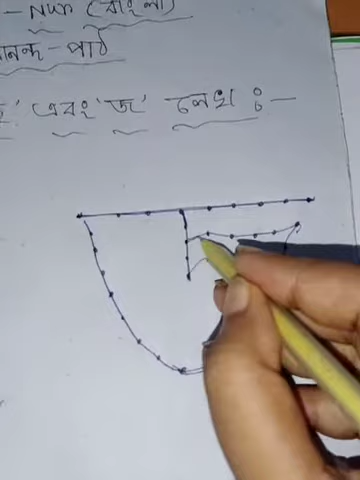 - Nur (বাংলা)
আনন্দ - পাঠ
' এবং 'জ' লেখ : -